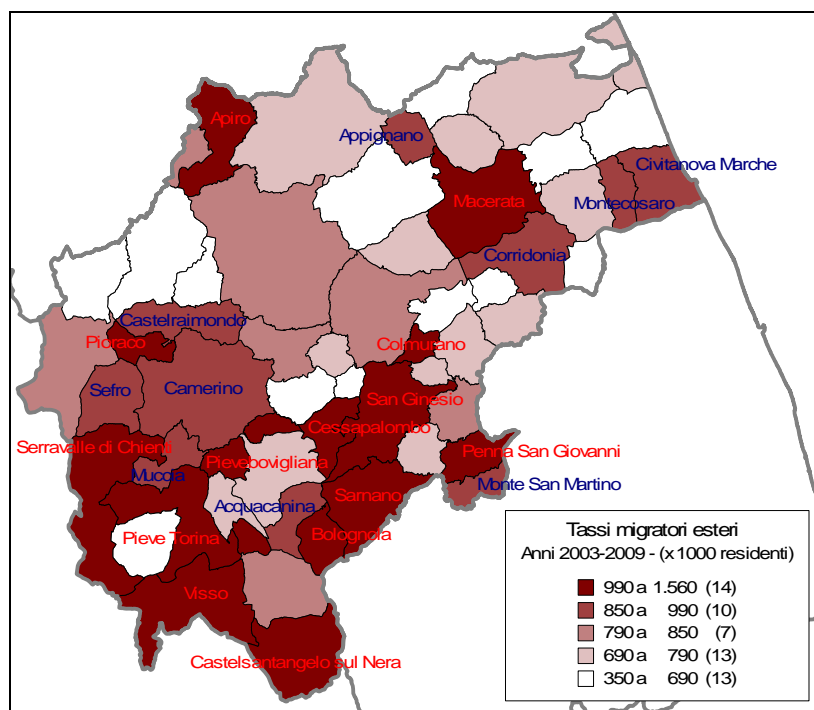 Apiro
Appignano
Civitanova Marche
Macerata
Montecosaro
Corridonia
Castelraimondo
Pioraco
Colmurano
Sefro
Camerino
San Ginesio
Cessapalombo
Serravalle di Chienti
Penna San Giovanni
Pievebovigliana
Muccia
Monte San Martino
Sarnano
Acquacanina
Pieve Torina
Bolognola
Visso
Castelsantangelo sul Nera
Tassi migratori esteri
Anni 2003-2009 - (x 1000 residenti)
990 a 1.560 (14)
850 a 990 (10)
790 a 850 (7)
690 a 790 (13)
350 a 690 (13)